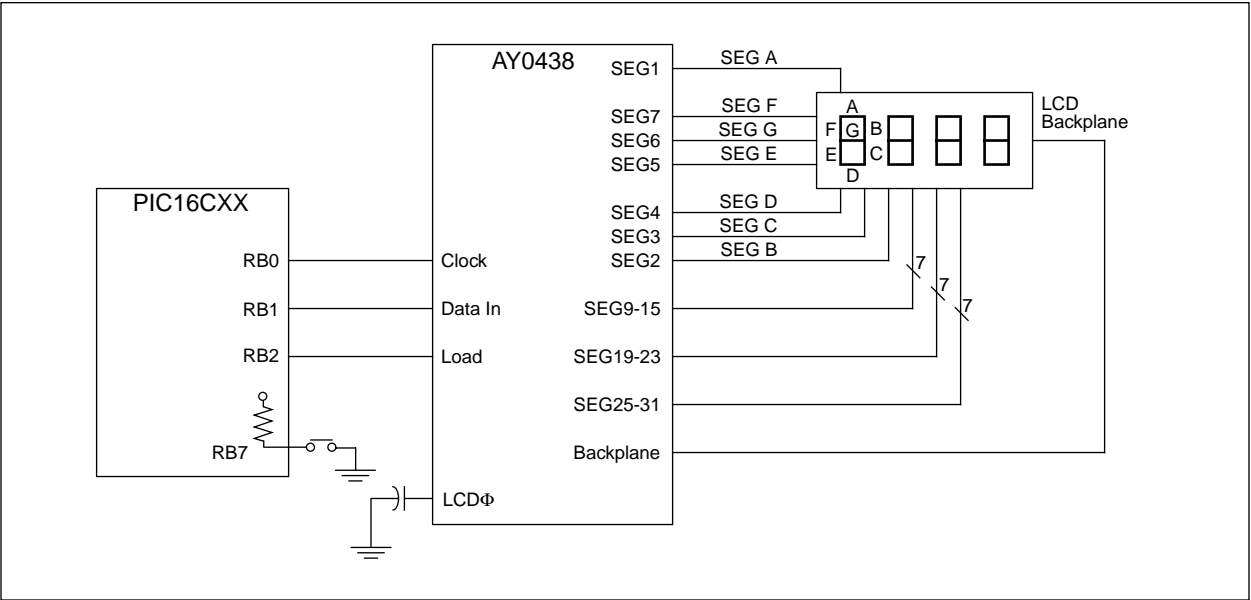 AY0438
SEG1
SEG A
SEG7
SEG F
SEG6
SEG G
SEG5
SEG E
SEG4
SEG D
SEG3
SEG C
SEG2
SEG B
A
F
G
B
E
C
D
LCD
Backplane
PIC16CXX
RB0
Clock
RB1
Data In
SEG9-15
7
RB2
Load
SEG19-23
7
SEG25-31
7
RB7
Backplane
LCDΦ